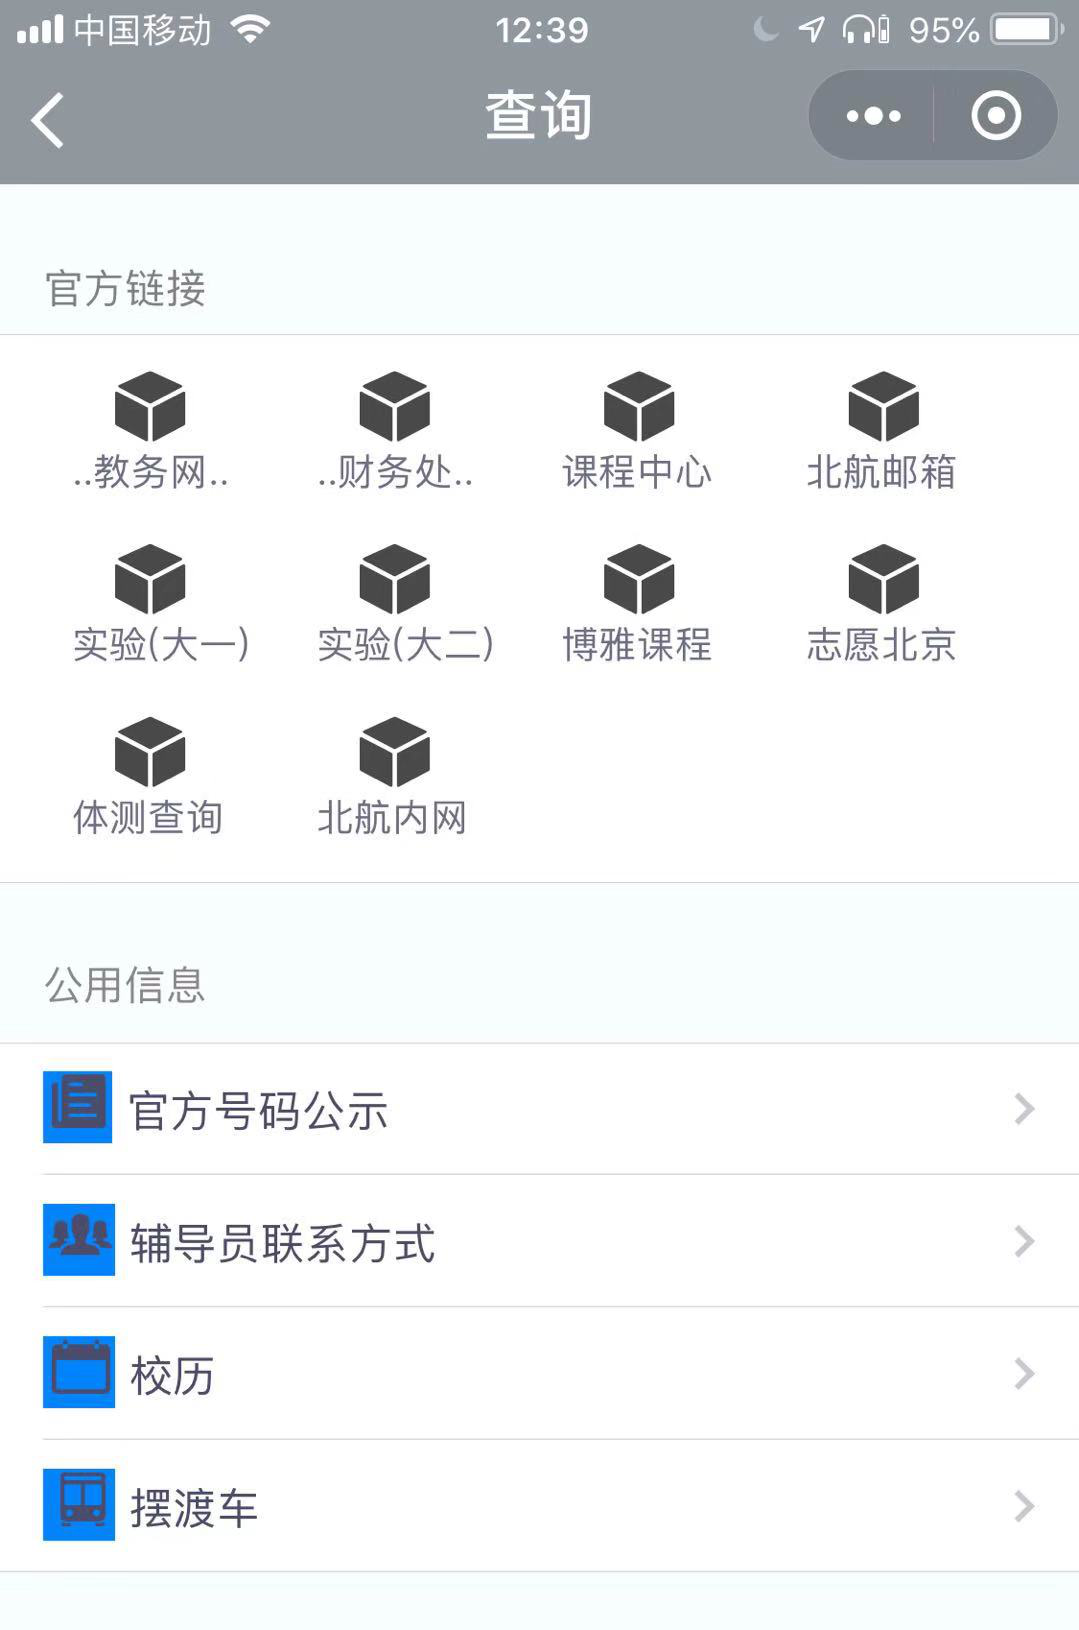 中国移动 12:39 95%
查询
官方链接
..教务网.. ..财务处.. 课程中心 北航邮箱
实验(大一) 实验(大二) 博雅课程 志愿北京
体测查询 北航内网
公用信息
官方号码公示
辅导员联系方式
校历
摆渡车